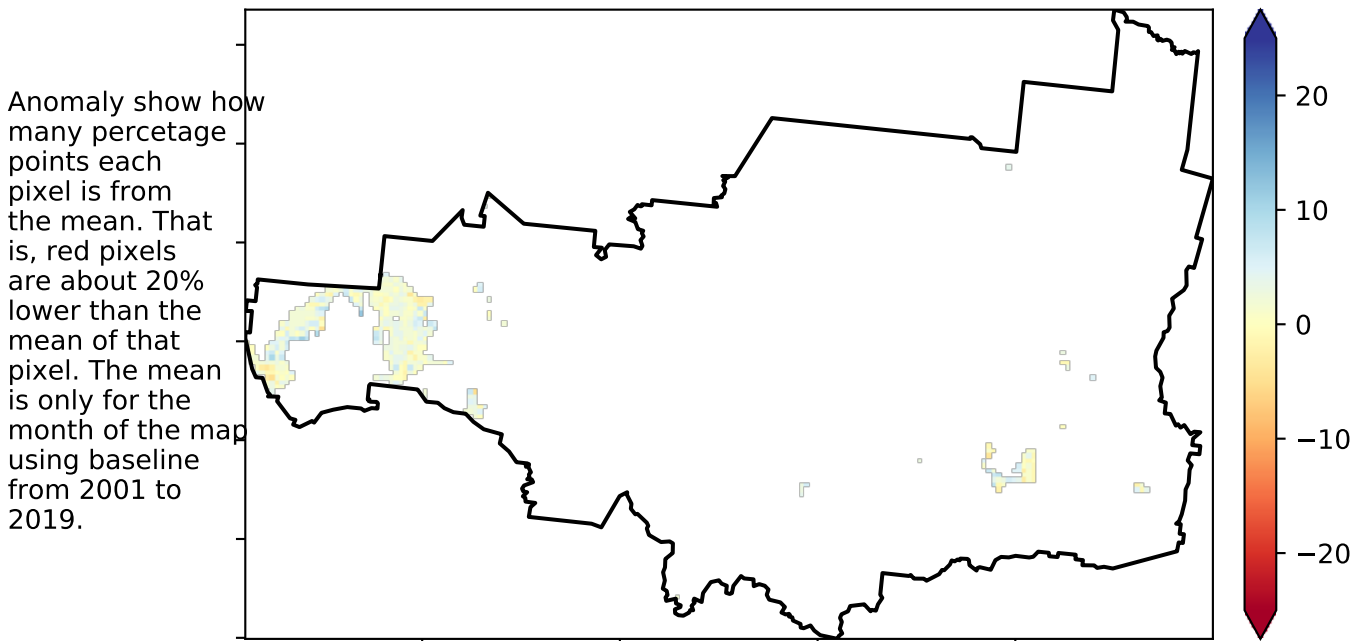 Anomaly show how
many percetage
points each
pixel is from
the mean. That
is, red pixels
are about 20%
lower than the
mean of that
pixel. The mean
is only for the
month of the map
using baseline
from 2001 to
2019.
20
10
0
−10
−20